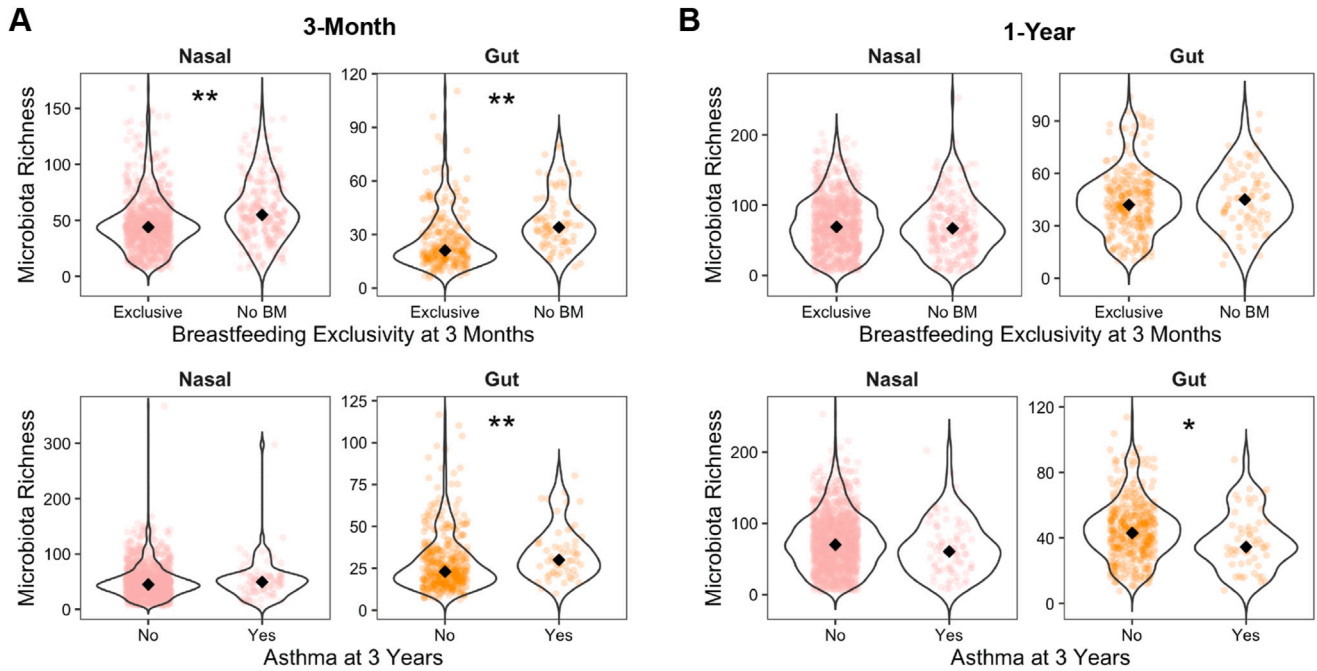 A
3-Month
B
1-Year
Nasal
Gut
Nasal
Gut
Microbiota Richness
150
100
50
0
**
120
90
60
30
0
**
Microbiota Richness
200
100
0
90
60
30
0
Exclusive No BM
Exclusive No BM
Exclusive No BM
Exclusive No BM
Breastfeeding Exclusivity at 3 Months
Breastfeeding Exclusivity at 3 Months
Nasal
Gut
Nasal
Gut
Microbiota Richness
300
200
100
0
125
100
75
50
25
0
**
Microbiota Richness
200
100
0
120
80
40
0
*
No Yes
No Yes
No Yes
No Yes
Asthma at 3 Years
Asthma at 3 Years